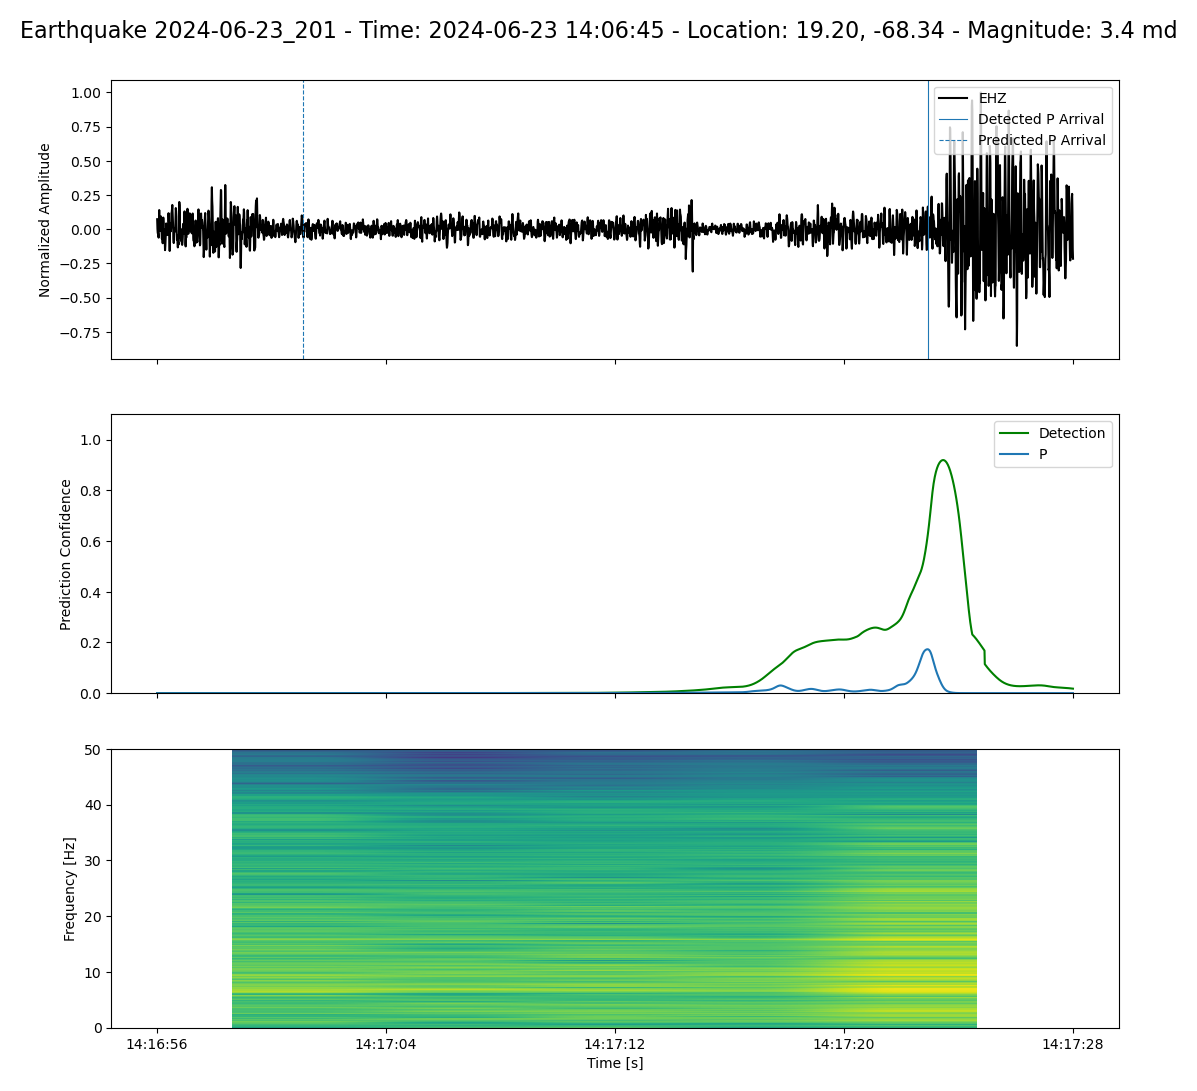 Earthquake 2024-06-23_201 - Time: 2024-06-23 14:06:45 - Location: 19.20, -68.34 - Magnitude: 3.4 md
1.00
0.75
0.50
0.25
0.00
−0.25
−0.50
−0.75
Normalized Amplitude
EHZ
Detected P Arrival
Predicted P Arrival
1.0
0.8
0.6
0.4
0.2
0.0
Prediction Confidence
Detection
P
50
40
30
20
10
0
Frequency [Hz]
14:16:56
14:17:04
14:17:12
14:17:20
14:17:28
Time [s]